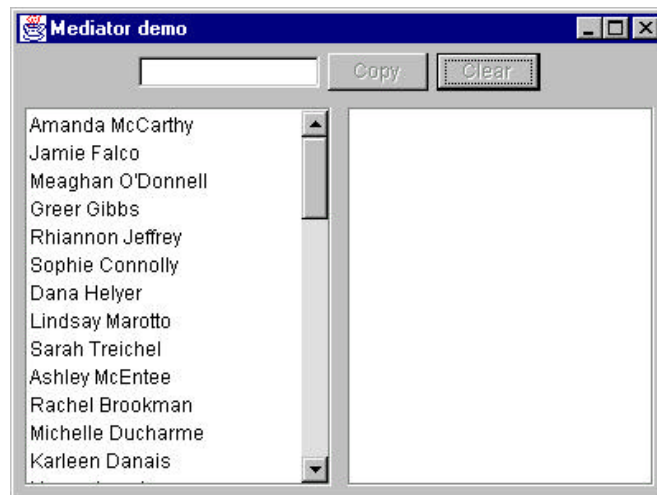 Mediator demo
Copy Clear
Amanda McCarthy
Jamie Falco
Meaghan O'Donnell
Greer Gibbs
Rhiannon Jeffrey
Sophie Connolly
Dana Helyer
Lindsay Marotto
Sarah Treichel
Ashley McEntee
Rachel Brookman
Michelle Ducharme
Karleen Danais